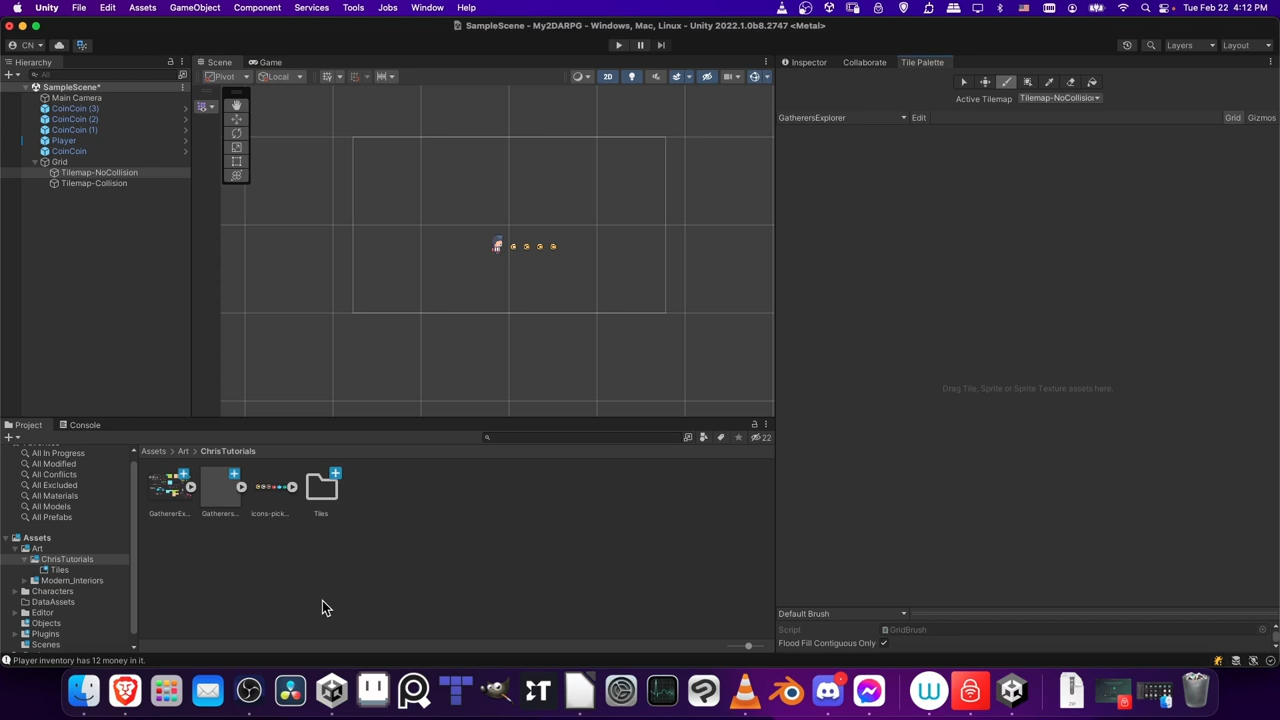 Unity
File
Edit
Assets
GameObject
Component
Services
Tools
Jobs
Window
Help
Tue Feb 22 4:12 PM
SampleScene - My2DARPG - Windows, Mac, Linux - Unity 2022.1.0b8.2747 <Metal>
CN
Layers
Layout
Hierarchy
Scene
Game
Inspector
Collaborate
Tile Palette
All
Pivot
Local
2D
SampleScene*
Main Camera
CoinCoin (3)
CoinCoin (2)
CoinCoin (1)
Player
CoinCoin
Grid
Tilemap-NoCollision
Tilemap-Collision
Active Tilemap
Tilemap-NoCollisio
GatherersExplorer
Edit
Grid
Gizmos
Drag Tile, Sprite or Sprite Texture assets here.
Project
Console
22
All In Progress
All Modified
All Conflicts
All Excluded
All Materials
All Models
All Prefabs
Assets
Art
ChrisTutorials
Tiles
Modern_Interiors
Characters
DataAssets
Editor
Objects
Plugins
Scenes
Assets
Art
ChrisTutorials
GathererEx...
Gatherers...
icons-pick...
Tiles
Default Brush
Script
GridBrush
Flood Fill Contiguous Only
Player inventory has 12 money in it.